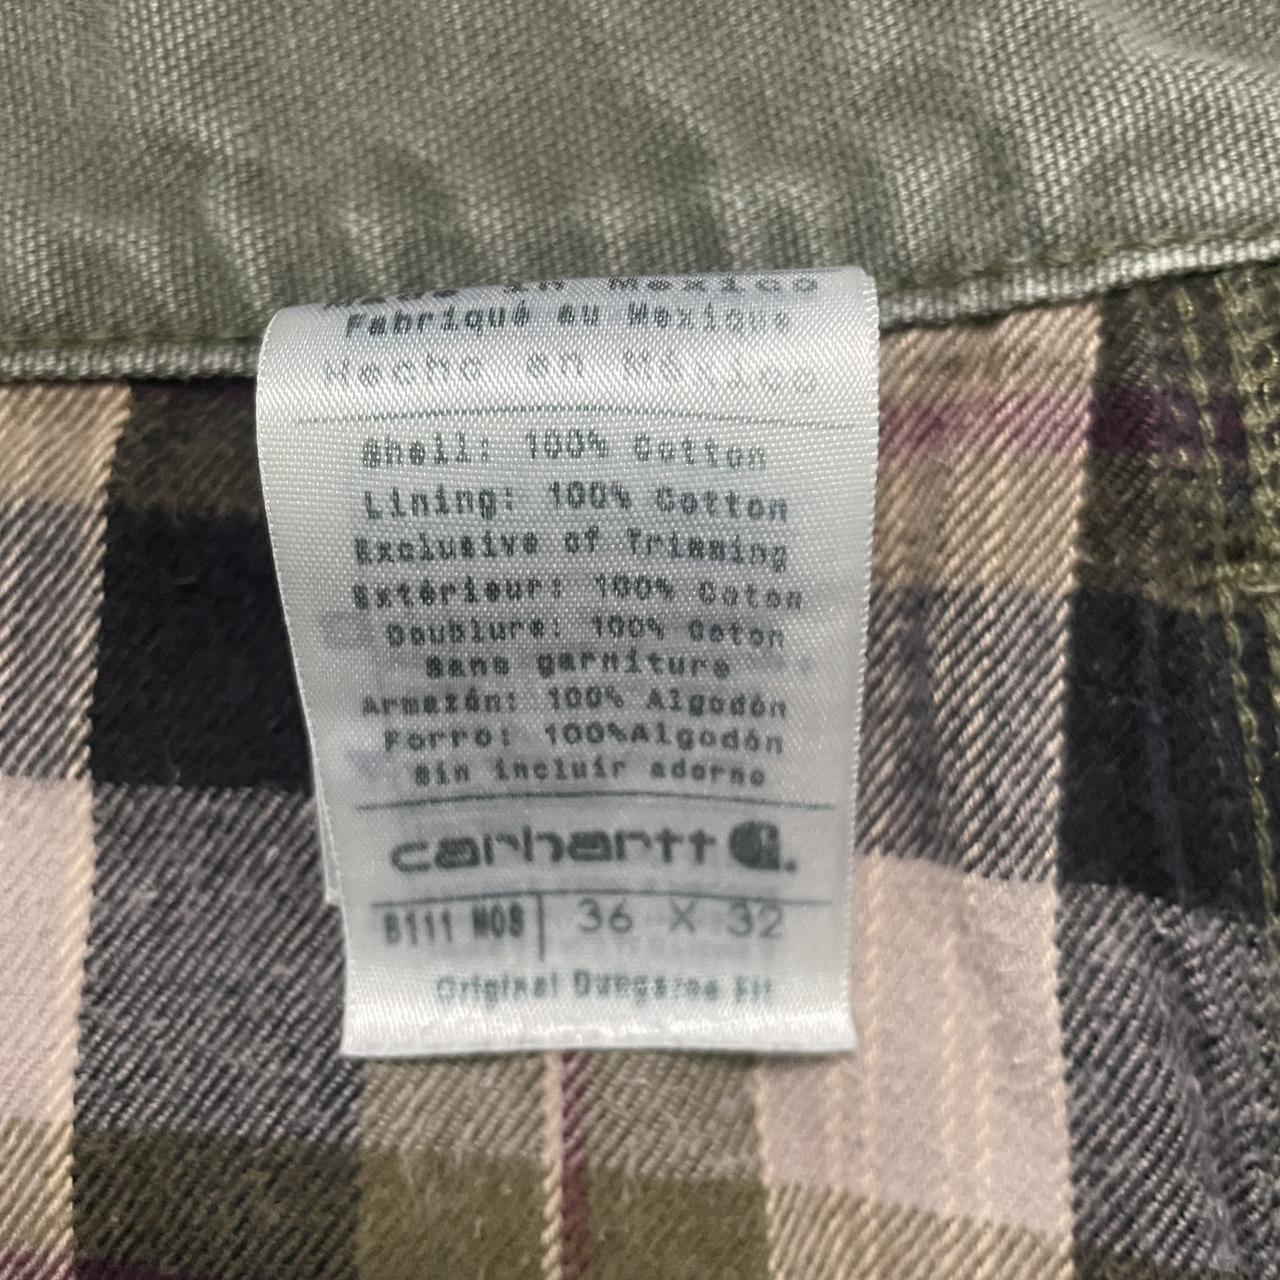 Made in Mexico
Fabriqué au Mexique
Hecho en México
Shell: 100% Cotton
Lining: 100% Cotton
Exclusive of Trimming
Extérieur: 100% Coton
Doublure: 100% Coton
Sans garniture
Armazón: 100% Algodón
Forro: 100%Algodón
Sin incluir adorno
carhartt
B111 MOS 36 X 32
Original Dungaree Fit